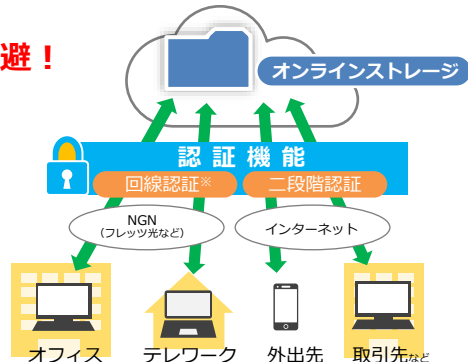 避！
オンラインストレージ
認証機能
回線認証※
二段階認証
NGN
（フレッツ光など）
インターネット
オフィス
テレワーク
外出先
取引先など